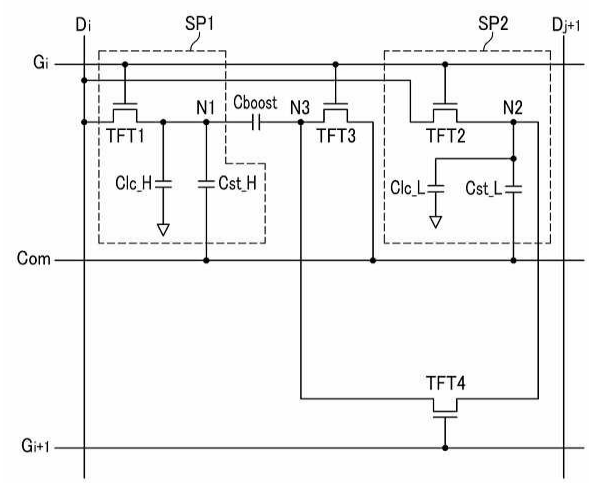 Di SP1 SP2 Dj+1
Gi
Cboost
N1 N3 N2
TFT1 TFT3 TFT2
Clc_H Cst_H Clc_L Cst_L
Com
TFT4
Gi+1